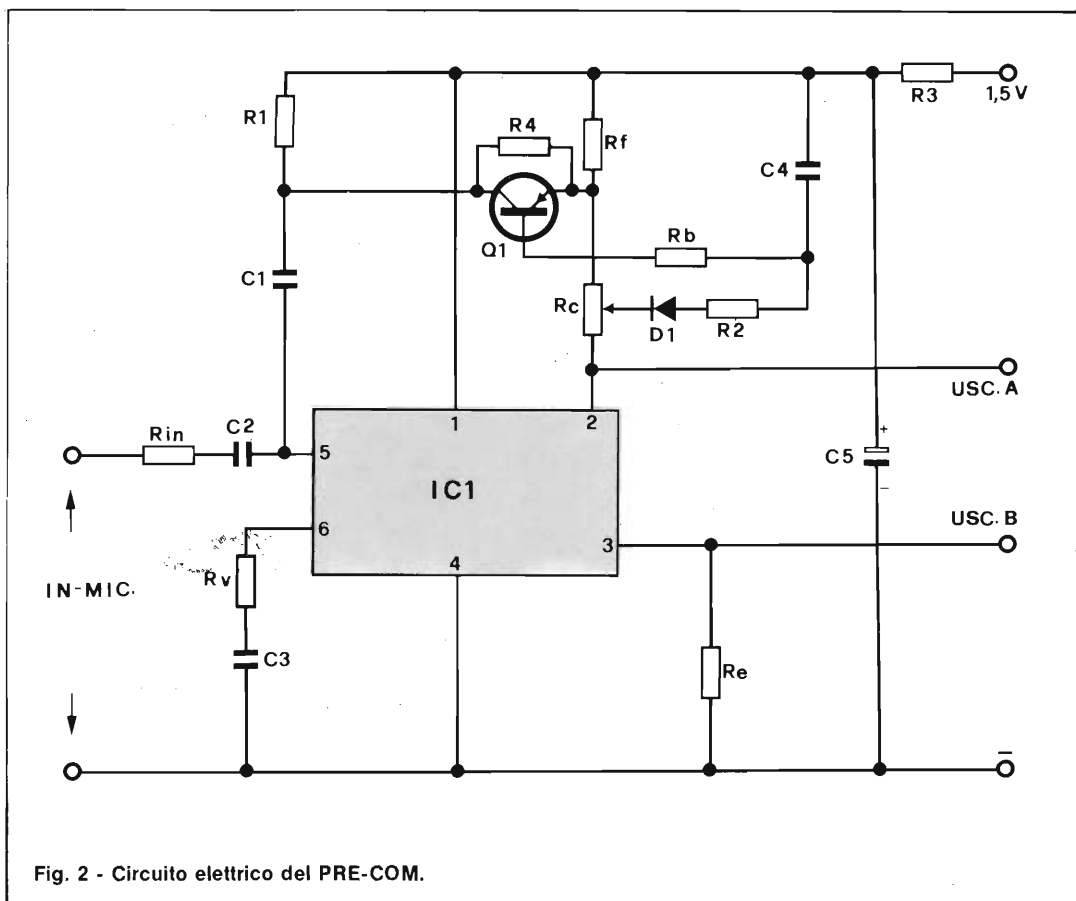 R1
R4
Rf
R3
1,5 V
C4
Q1
Rb
C1
Rc
D1
R2
USC. A
1
2
Rin
C2
5
IC1
C5
+
−
USC. B
6
3
4
IN-MIC.
Rv
C3
Re
−
Fig. 2 - Circuito elettrico del PRE-COM.